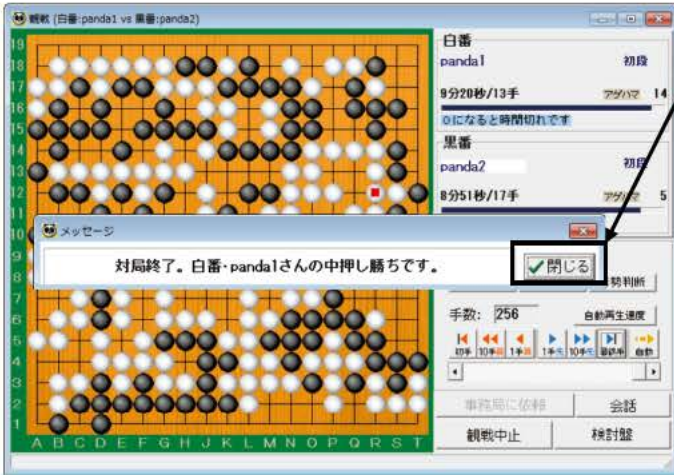 観戦 (白番:panda1 vs 黒番:panda2)
19
18
17
16
15
14
13
12
11
10
9
8
7
6
5
4
3
2
1
A B C D E F G H J K L M N O P Q R S T
白番
panda1 初段
9分20秒/13手 アゲハマ 14
0になると時間切れです
黒番
panda2 初段
8分51秒/17手 アゲハマ 5
メッセージ
対局終了。白番・panda1さんの中押し勝ちです。
閉じる
勢判断
手数: 256 自動再生速度
初手 10手前 1手前 1手先 10手先 最終手 自動
事務局に依頼 会話
観戦中止 検討盤